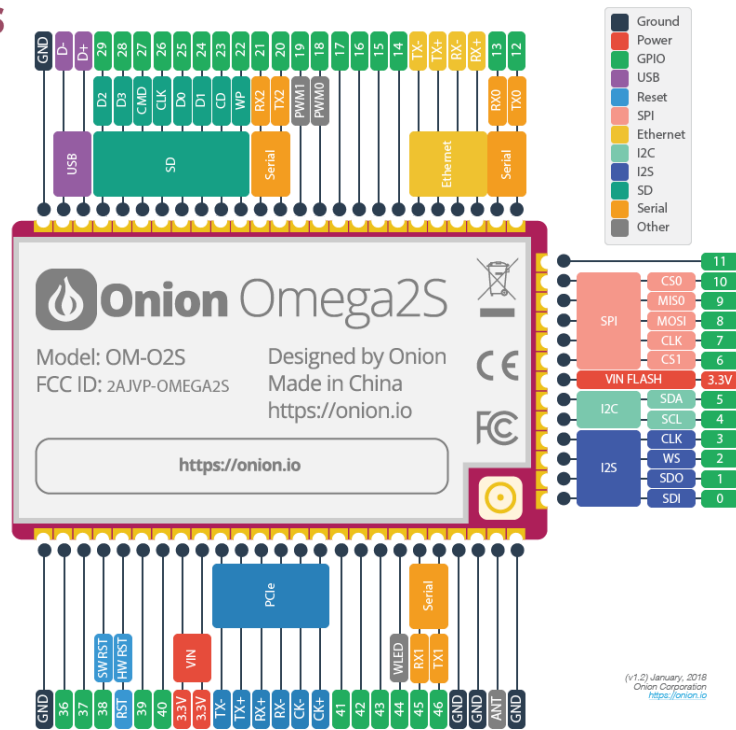 S
GND D- D+ 29 28 27 26 25 24 23 22 21 20 19 18 17 16 15 14 TX- TX+ RX- RX+ 13 12
D2 D3 CMD CLK D0 D1 CD WP RX2 TX2 PWM1 PWM0 RX0 TX0
USB SD Serial Ethernet Serial
Ground
Power
GPIO
USB
Reset
SPI
Ethernet
I2C
I2S
SD
Serial
Other
Onion Omega2S
Model: OM-O2S
FCC ID: 2AJVP-OMEGA2S
Designed by Onion
Made in China
https://onion.io
CE
FC
https://onion.io
11
SPI
CS0 10
MIS0 9
MOSI 8
CLK 7
CS1 6
VIN FLASH 3.3V
I2C
SDA 5
SCL 4
I2S
CLK 3
WS 2
SDO 1
SDI 0
PCIe Serial
SW RST HW RST VIN WLED RX1 TX1
GND 36 37 38 RST 39 40 3.3V 3.3V TX- TX+ RX+ RX- CK- CK+ 41 42 43 44 45 46 GND GND ANT GND
(v1.2) January, 2018
Onion Corporation
https://onion.io